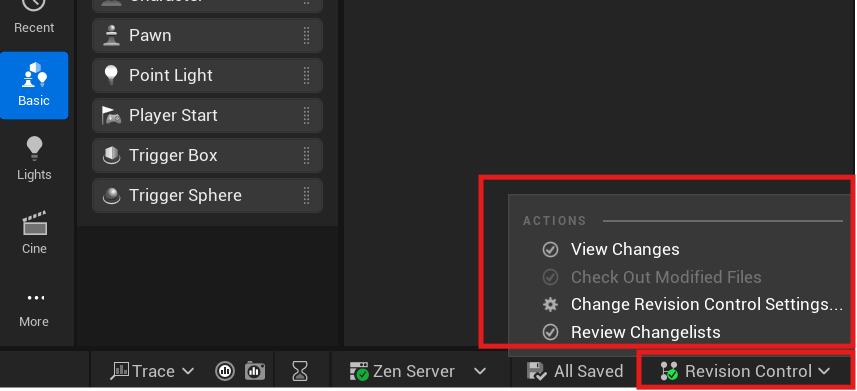 Character
Recent
Pawn
Point Light
Basic
Player Start
Trigger Box
Lights
Trigger Sphere
ACTIONS
View Changes
Cine
Check Out Modified Files
Change Revision Control Settings...
More
Review Changelists
Trace
Zen Server
All Saved
Revision Control